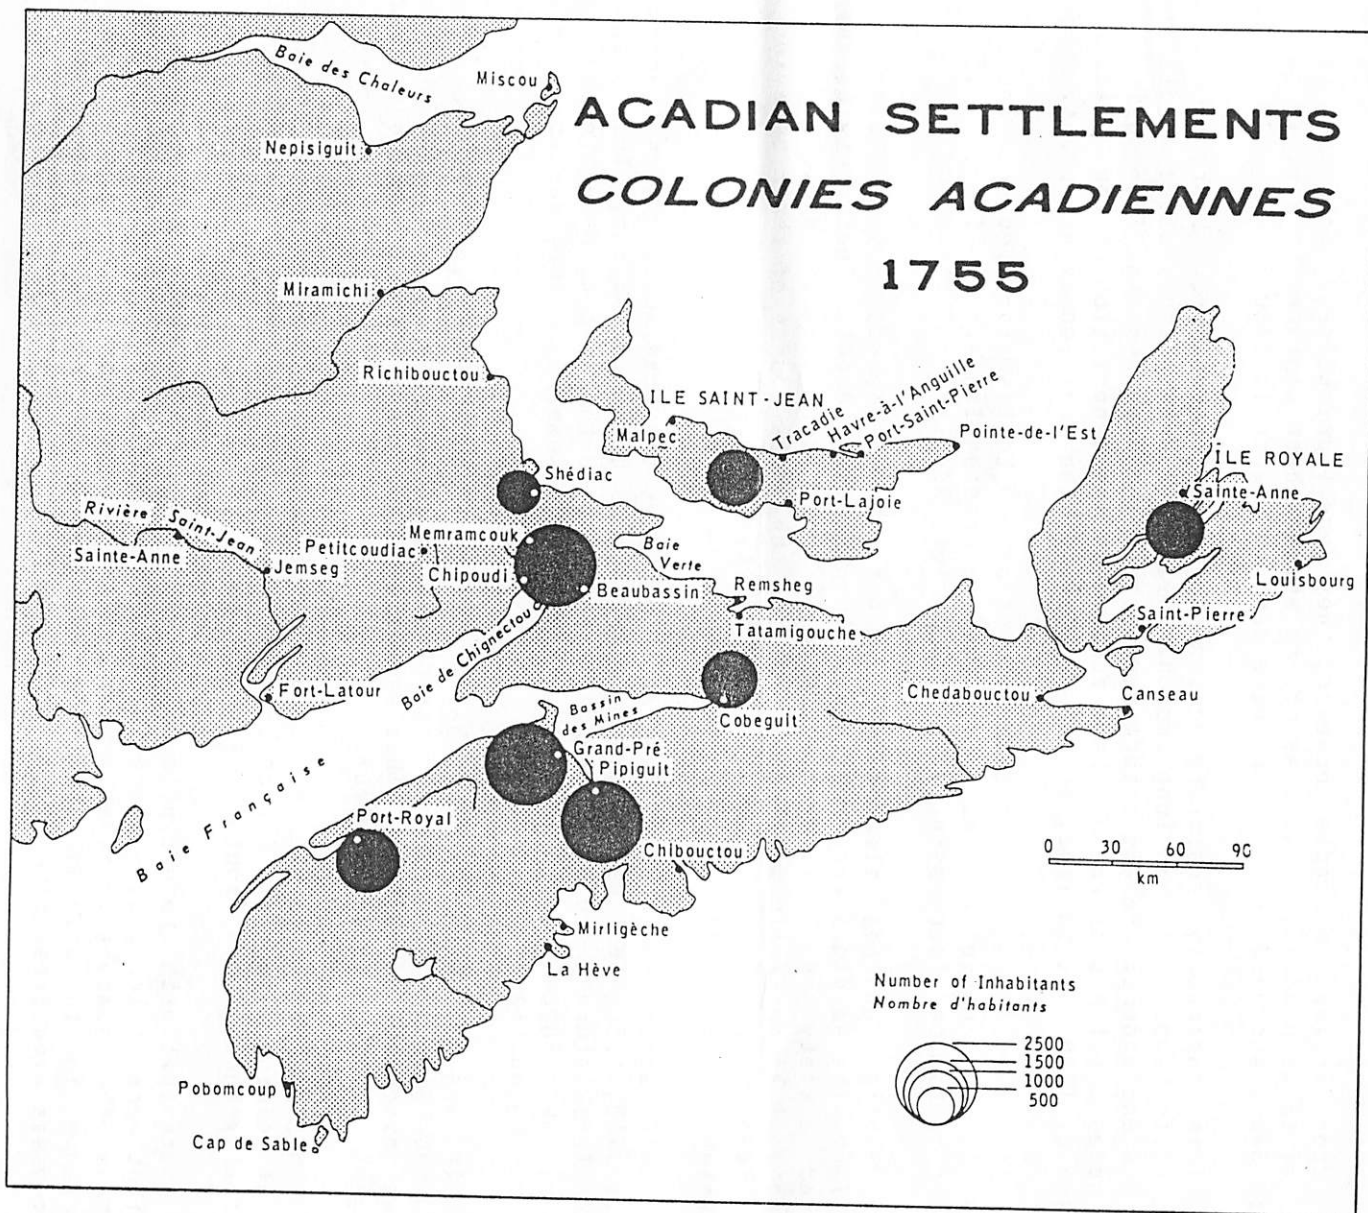 ACADIAN SETTLEMENTS
COLONIES ACADIENNES
1755
Baie des Chaleurs
Miscou
Nepisiguit
Miramichi
Richibouctou
ILE SAINT-JEAN
Malpec
Tracadie
Havre-à-l'Anguille
Port-Saint-Pierre
Pointe-de-l'Est
Port-Lajoie
ÎLE ROYALE
Sainte-Anne
Louisbourg
Saint-Pierre
Shédiac
Rivière Saint-Jean
Sainte-Anne
Jemseg
Petitcoudiac
Memramcouk
Chipoudi
Beaubassin
Baie Verte
Remsheg
Tatamigouche
Baie de Chignectou
Fort-Latour
Bassin des Mines
Cobeguit
Chedabouctou
Canseau
Grand-Pré
Pipiguit
Baie Française
Port-Royal
Chibouctou
Mirligèche
La Hève
Pobomcoup
Cap de Sable
0 30 60 90
km
Number of Inhabitants
Nombre d'habitants
2500
1500
1000
500